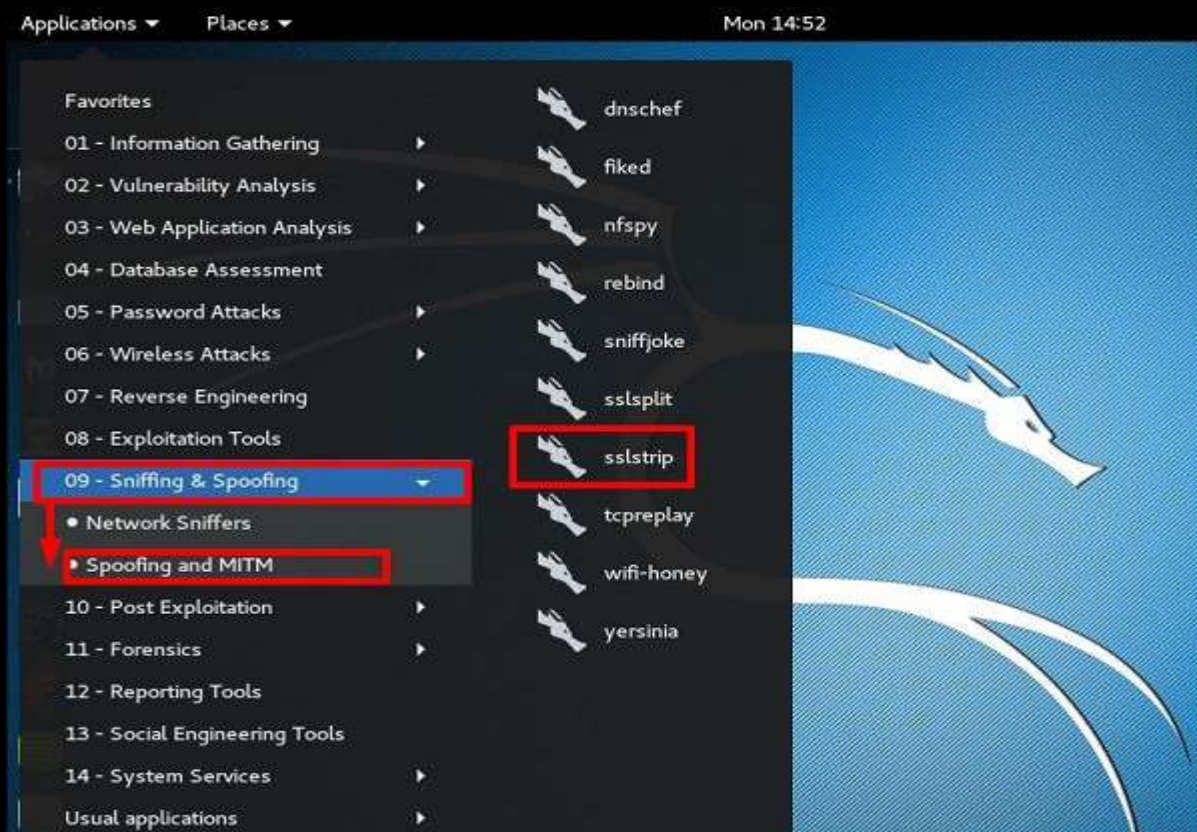 Applications Places Mon 14:52
Favorites
01 - Information Gathering
02 - Vulnerability Analysis
03 - Web Application Analysis
04 - Database Assessment
05 - Password Attacks
06 - Wireless Attacks
07 - Reverse Engineering
08 - Exploitation Tools
09 - Sniffing & Spoofing
• Network Sniffers
• Spoofing and MITM
10 - Post Exploitation
11 - Forensics
12 - Reporting Tools
13 - Social Engineering Tools
14 - System Services
Usual applications
dnschef
fiked
nfspy
rebind
sniffjoke
sslsplit
sslstrip
tcpreplay
wifi-honey
yersinia